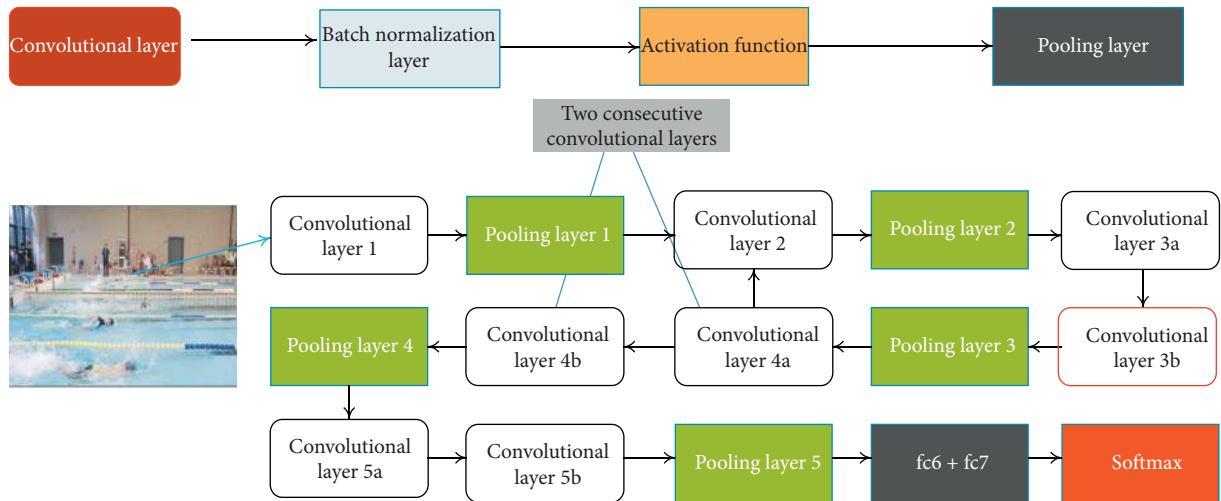 Convolutional layer
Batch normalization
layer
Activation function
Pooling layer
Two consecutive
convolutional layers
Convolutional
layer 1
Pooling layer 1
Convolutional
layer 2
Pooling layer 2
Convolutional
layer 3a
Pooling layer 4
Convolutional
layer 4b
Convolutional
layer 4a
Pooling layer 3
Convolutional
layer 3b
Convolutional
layer 5a
Convolutional
layer 5b
Pooling layer 5
fc6 + fc7
Softmax